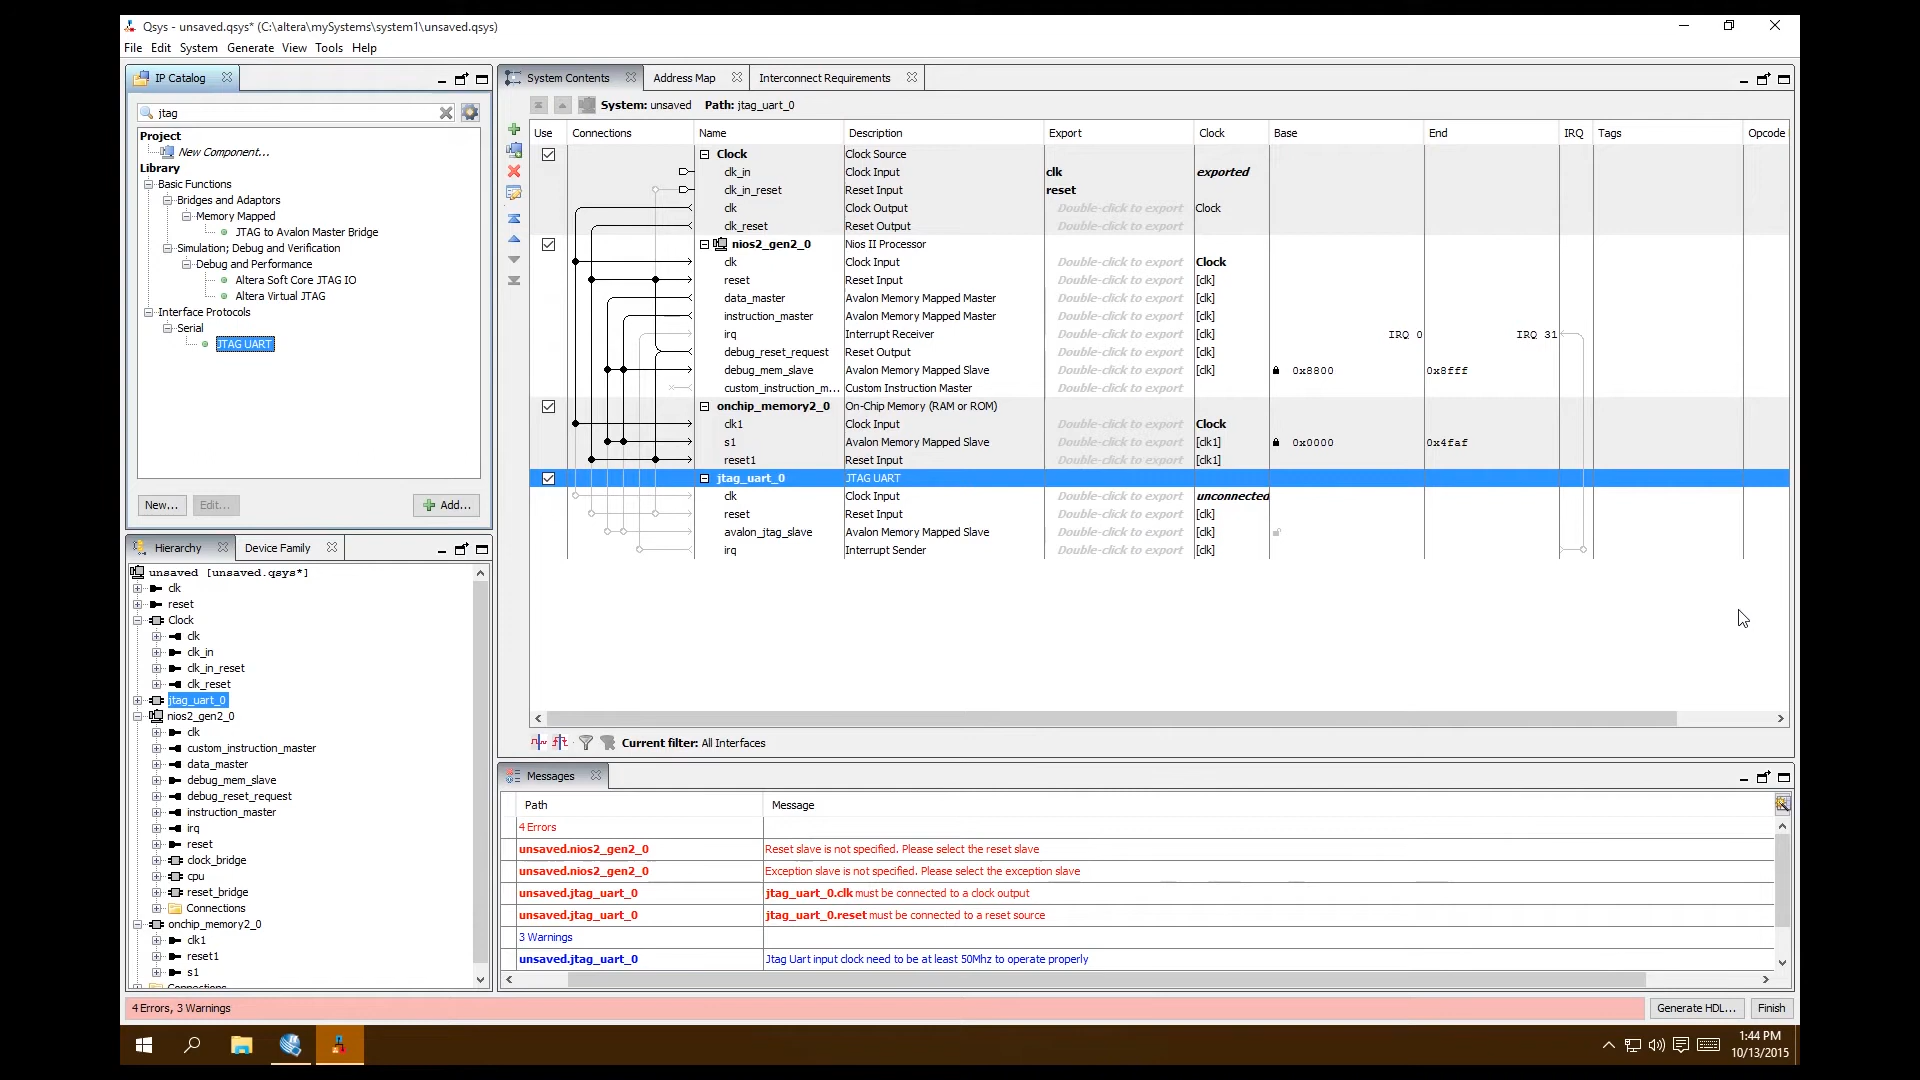 Qsys - unsaved.qsys* (C:\altera\mySystems\system1\unsaved.qsys)
File Edit System Generate View Tools Help
IP Catalog
jtag
Project
New Component...
Library
Basic Functions
Bridges and Adaptors
Memory Mapped
JTAG to Avalon Master Bridge
Simulation; Debug and Verification
Debug and Performance
Altera Soft Core JTAG IO
Altera Virtual JTAG
Interface Protocols
Serial
JTAG UART
New... Edit... Add...
Hierarchy Device Family
unsaved [unsaved.qsys*]
clk
reset
Clock
clk
clk_in
clk_in_reset
clk_reset
jtag_uart_0
nios2_gen2_0
clk
custom_instruction_master
data_master
debug_mem_slave
debug_reset_request
instruction_master
irq
reset
clock_bridge
cpu
reset_bridge
Connections
onchip_memory2_0
clk1
reset1
s1
Connections
System Contents Address Map Interconnect Requirements
System: unsaved Path: jtag_uart_0
Use Connections Name Description Export Clock Base End IRQ Tags Opcode
Clock Clock Source
clk_in Clock Input clk exported
clk_in_reset Reset Input reset
clk Clock Output Double-click to export Clock
clk_reset Reset Output Double-click to export
nios2_gen2_0 Nios II Processor
clk Clock Input Double-click to export Clock
reset Reset Input Double-click to export [clk]
data_master Avalon Memory Mapped Master Double-click to export [clk]
instruction_master Avalon Memory Mapped Master Double-click to export [clk]
irq Interrupt Receiver Double-click to export [clk] IRQ 0 IRQ 31
debug_reset_request Reset Output Double-click to export [clk]
debug_mem_slave Avalon Memory Mapped Slave Double-click to export [clk] 0x8800 0x8fff
custom_instruction_m... Custom Instruction Master Double-click to export
onchip_memory2_0 On-Chip Memory (RAM or ROM)
clk1 Clock Input Double-click to export Clock
s1 Avalon Memory Mapped Slave Double-click to export [clk1] 0x0000 0x4faf
reset1 Reset Input Double-click to export [clk1]
jtag_uart_0 JTAG UART
clk Clock Input Double-click to export unconnected
reset Reset Input Double-click to export [clk]
avalon_jtag_slave Avalon Memory Mapped Slave Double-click to export [clk]
irq Interrupt Sender Double-click to export [clk]
Current filter: All Interfaces
Messages
Path Message
4 Errors
unsaved.nios2_gen2_0 Reset slave is not specified. Please select the reset slave
unsaved.nios2_gen2_0 Exception slave is not specified. Please select the exception slave
unsaved.jtag_uart_0 jtag_uart_0.clk must be connected to a clock output
unsaved.jtag_uart_0 jtag_uart_0.reset must be connected to a reset source
3 Warnings
unsaved.jtag_uart_0 Jtag Uart input clock need to be at least 50Mhz to operate properly
4 Errors, 3 Warnings
Generate HDL... Finish
1:44 PM
10/13/2015